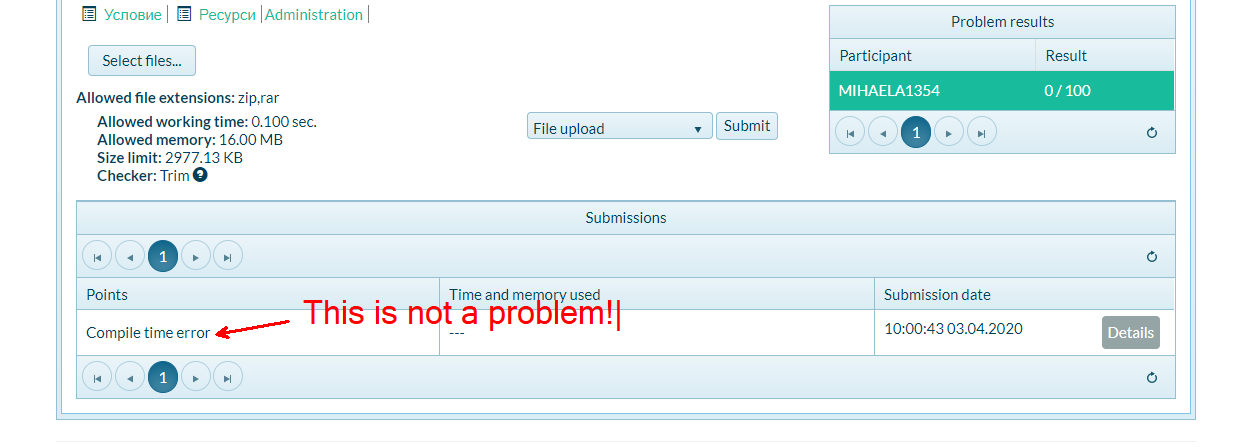 Условие | Ресурси |Administration|
Problem results
Participant Result
MIHAELA1354 0 / 100
1
Select files...
Allowed file extensions: zip,rar
Allowed working time: 0.100 sec.
Allowed memory: 16.00 MB
Size limit: 2977.13 KB
Checker: Trim ?
File upload Submit
Submissions
1
Points Time and memory used Submission date
This is not a problem!|
Compile time error --- 10:00:43 03.04.2020 Details
1